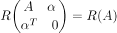 R\begin{pmatrix} A & \alpha \\ \alpha^T & 0 \end{pmatrix} = R(A)